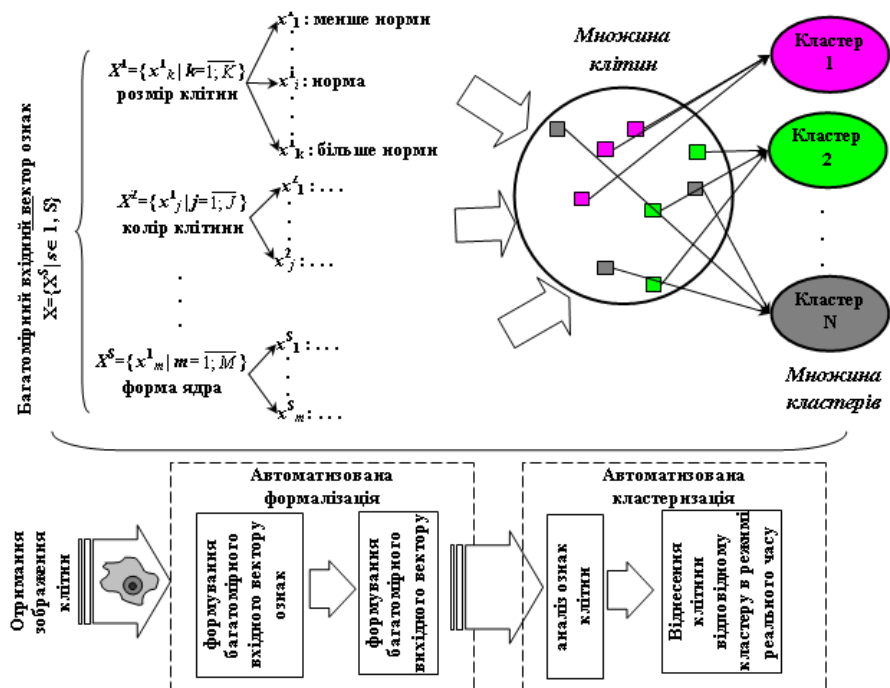 Багатомірний вхідний вектор ознак
X={X^S | s∈ 1, S}
X¹={x¹ₖ | k=1; K}
розмір клітини
x¹₁: менше норми
x¹ᵢ: норма
x¹ₖ: більше норми
X²={x¹ⱼ | j=1; J}
колір клітини
x²₁: . . .
x²ⱼ: . . .
X^S={x¹ₘ | m=1; M}
форма ядра
x^S₁: . . .
x^Sₘ: . . .
Множина
клітин
Кластер
1
Кластер
2
Кластер
N
Множина
кластерів
Отримання
зображення
клітини
Автоматизована
формалізація
формування
багатомірного
вхідного вектору
ознак
формування
багатомірного
вихідного вектору
Автоматизована
кластеризація
аналіз ознак
клітин
Віднесення
клітини
відповідному
кластеру в режимі
реального часу